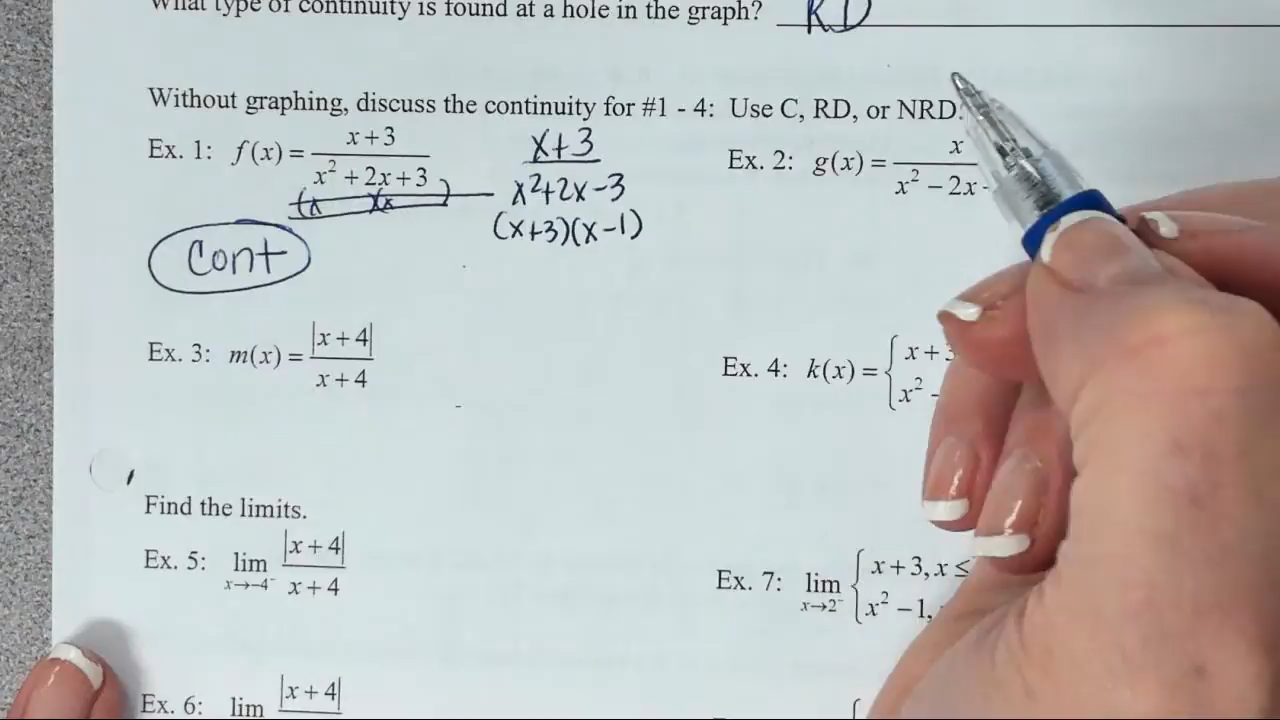 What type of continuity is found at a hole in the graph? RD
Without graphing, discuss the continuity for #1 - 4: Use C, RD, or NRD.
Ex. 1: f(x) = (x+3)/(x² + 2x + 3)
x+3
x²+2x−3
(x+3)(x−1)
Cont
Ex. 2: g(x) = x/(x² − 2x -
Ex. 3: m(x) = |x + 4|/(x + 4)
Ex. 4: k(x) = { x + 3
x² -
Find the limits.
Ex. 5: lim x→−4⁻ |x + 4|/(x + 4)
Ex. 7: lim x→2⁻ { x + 3, x ≤
x² − 1,
Ex. 6: lim |x + 4|